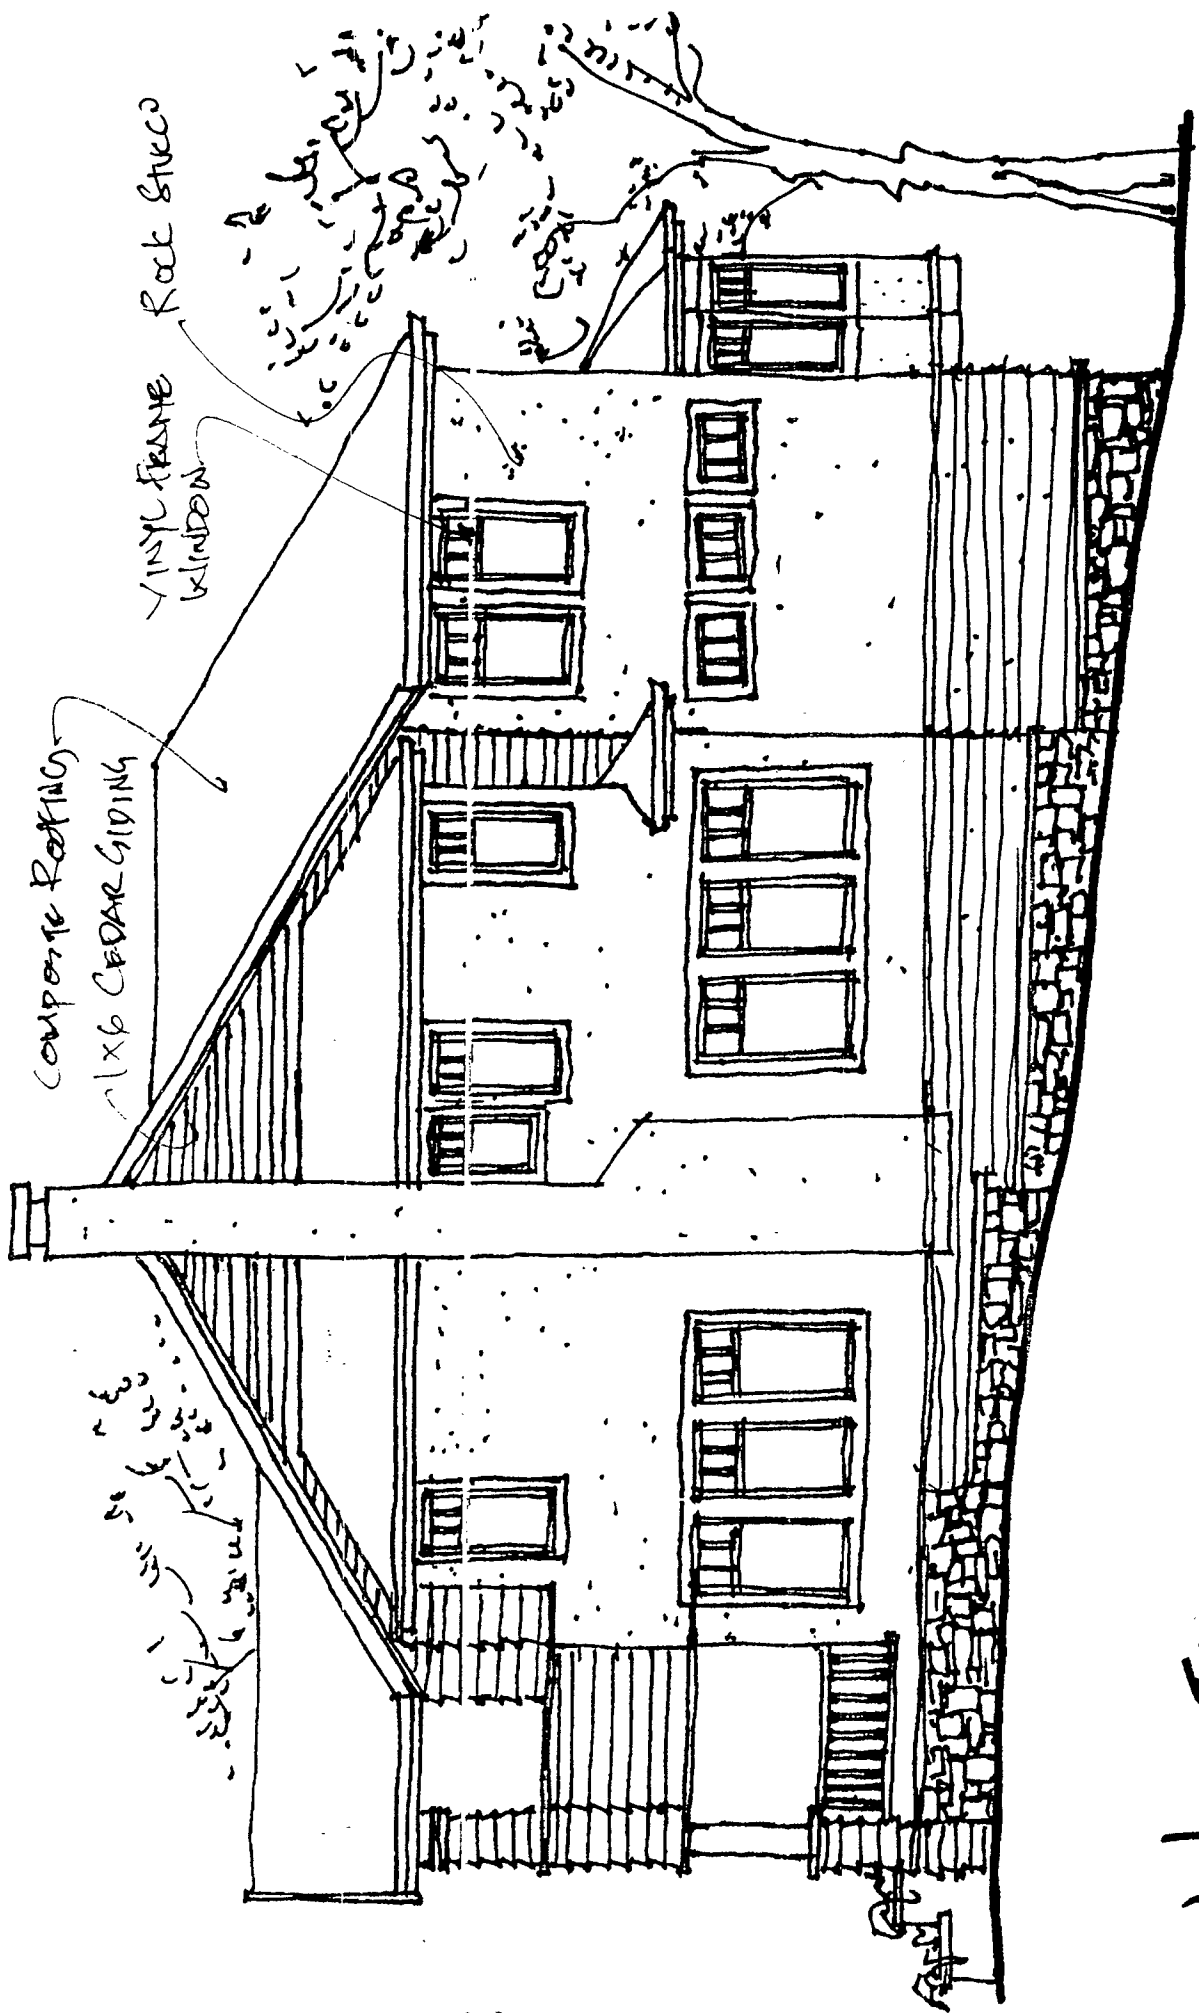 COMPOSITE ROOFING
1X6 CEDAR SIDING
VINYL FRAME
WINDOW
ROCK STUCCO